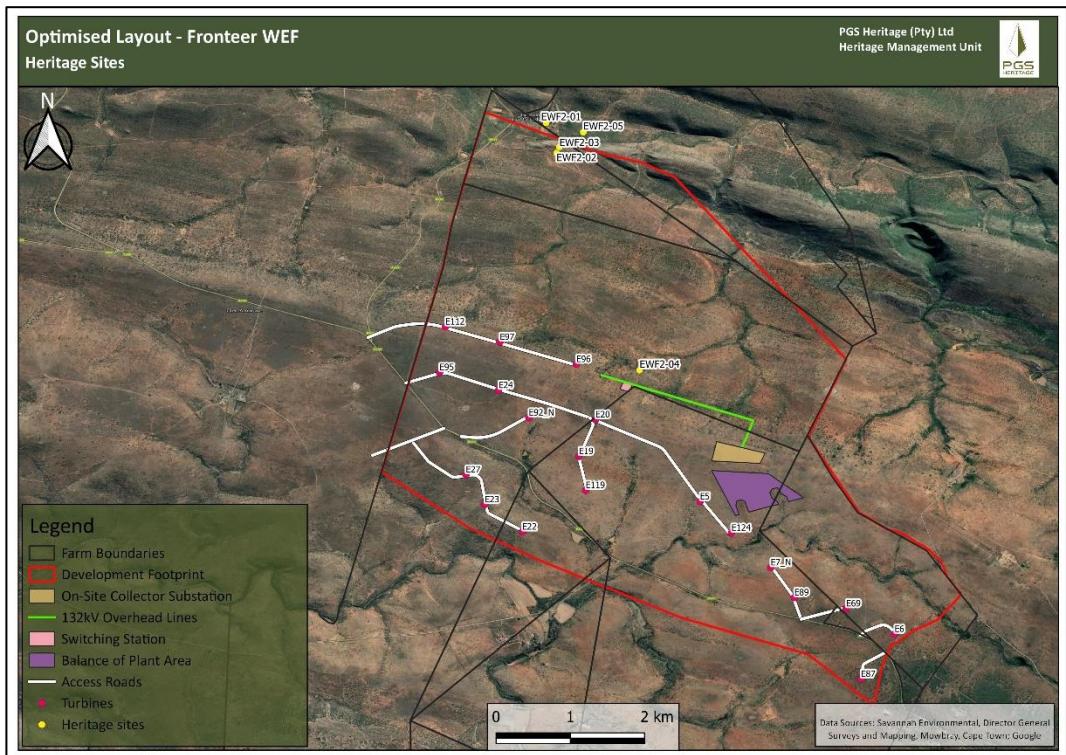 Optimised Layout - Fronteer WEF
Heritage Sites
PGS Heritage (Pty) Ltd
Heritage Management Unit
PGS
HERITAGE
N
EWF2-01
EWF2-05
EWF2-03
EWF2-02
E112
E97
E96
EWF2-04
E95
E24
E92_N
E20
E19
E119
E27
E23
E22
E5
E124
E7_N
E89
E69
E6
E87
Legend
Farm Boundaries
Development Footprint
On-Site Collector Substation
132kV Overhead Lines
Switching Station
Balance of Plant Area
Access Roads
Turbines
Heritage sites
0 1 2 km
Data Sources: Savannah Environmental, Director General
Surveys and Mapping, Mowbray, Cape Town; Google